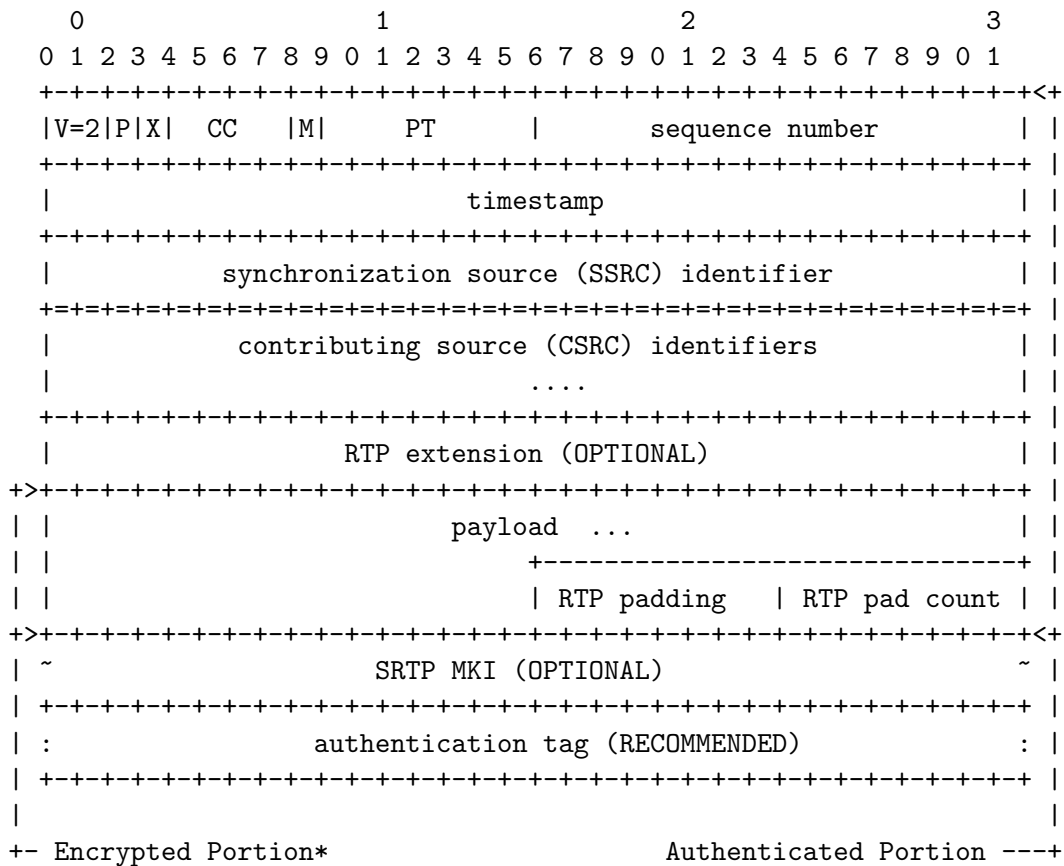 0                   1                   2                   3
0 1 2 3 4 5 6 7 8 9 0 1 2 3 4 5 6 7 8 9 0 1 2 3 4 5 6 7 8 9 0 1
+-+-+-+-+-+-+-+-+-+-+-+-+-+-+-+-+-+-+-+-+-+-+-+-+-+-+-+-+-+-+-+-+<+
|V=2|P|X|  CC   |M|     PT      |       sequence number         | |
+-+-+-+-+-+-+-+-+-+-+-+-+-+-+-+-+-+-+-+-+-+-+-+-+-+-+-+-+-+-+-+-+ |
|                           timestamp                           | |
+-+-+-+-+-+-+-+-+-+-+-+-+-+-+-+-+-+-+-+-+-+-+-+-+-+-+-+-+-+-+-+-+ |
|           synchronization source (SSRC) identifier            | |
+=+=+=+=+=+=+=+=+=+=+=+=+=+=+=+=+=+=+=+=+=+=+=+=+=+=+=+=+=+=+=+=+ |
|            contributing source (CSRC) identifiers             | |
|                               ....                            | |
+-+-+-+-+-+-+-+-+-+-+-+-+-+-+-+-+-+-+-+-+-+-+-+-+-+-+-+-+-+-+-+-+ |
|                   RTP extension (OPTIONAL)                    | |
+>+-+-+-+-+-+-+-+-+-+-+-+-+-+-+-+-+-+-+-+-+-+-+-+-+-+-+-+-+-+-+-+-+ |
| |                          payload  ...                         | |
| |                               +-------------------------------+ |
| |                               | RTP padding   | RTP pad count | |
+>+-+-+-+-+-+-+-+-+-+-+-+-+-+-+-+-+-+-+-+-+-+-+-+-+-+-+-+-+-+-+-+-+<+
| ~                     SRTP MKI (OPTIONAL)                       ~ |
| +-+-+-+-+-+-+-+-+-+-+-+-+-+-+-+-+-+-+-+-+-+-+-+-+-+-+-+-+-+-+-+-+ |
| :                 authentication tag (RECOMMENDED)              : |
| +-+-+-+-+-+-+-+-+-+-+-+-+-+-+-+-+-+-+-+-+-+-+-+-+-+-+-+-+-+-+-+-+ |
|                                                                   |
+- Encrypted Portion*                      Authenticated Portion ---+